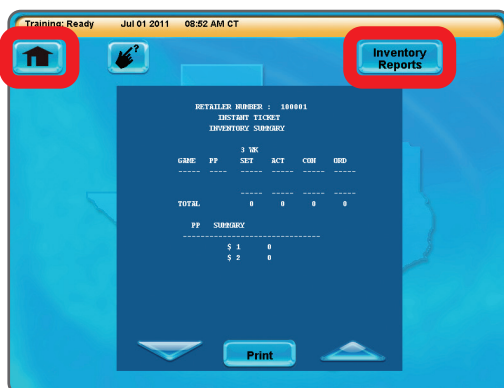 Training: Ready Jul 01 2011 08:52 AM CT
?
Inventory
Reports
RETAILER NUMBER : 100001
INSTANT TICKET
INVENTORY SUMMARY
3 WK
GAME PP SET ACT CON ORD
----- ---- ----- ----- ----- -----
----- ----- ----- -----
TOTAL 0 0 0 0
PP SUMMARY
------------------------------
$ 1 0
$ 2 0
Print